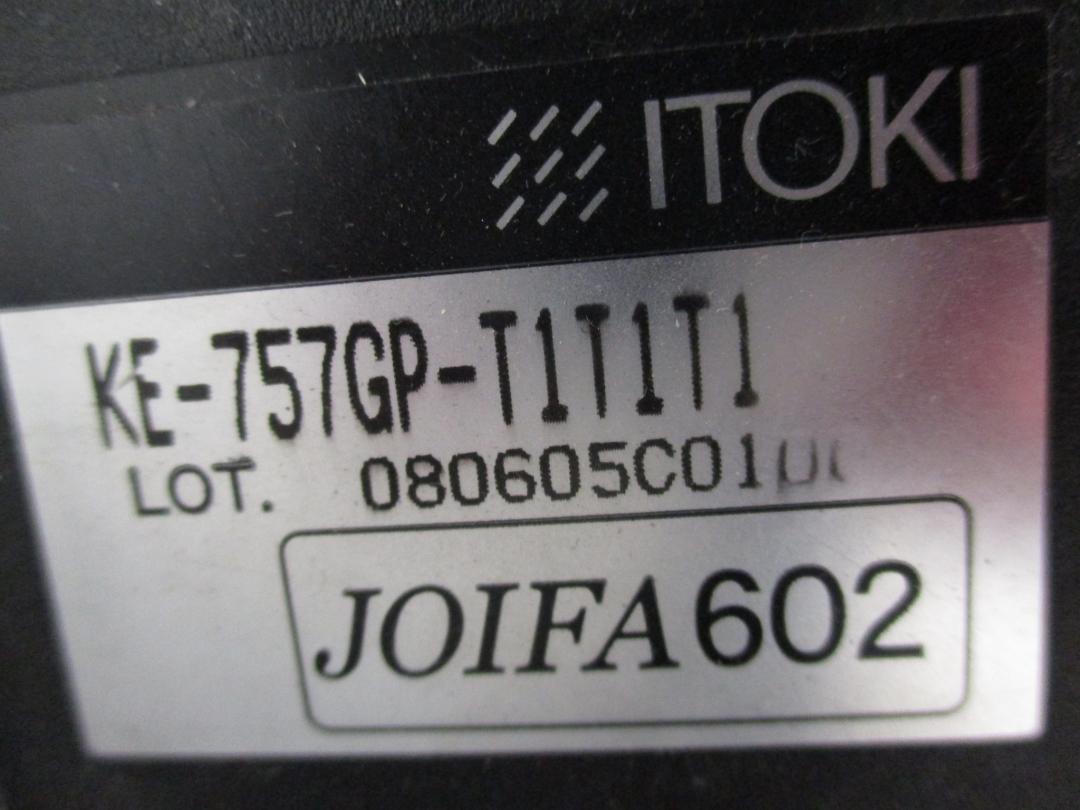 ITOKI
KE-757GP-T1T1T1
LOT. 080605C01
JOIFA602